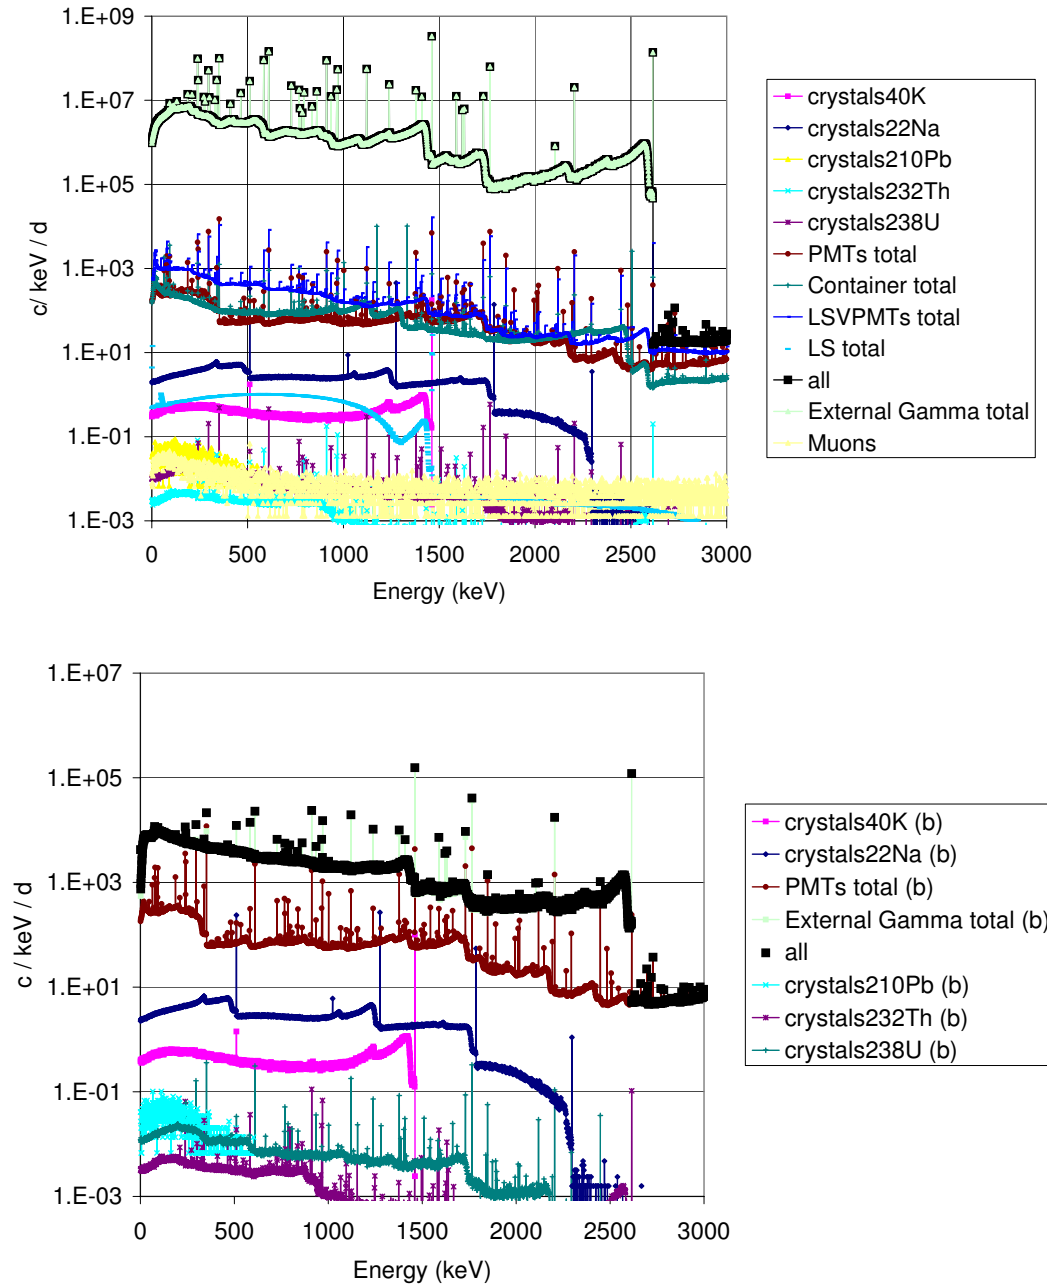 1.E+09
1.E+07
1.E+05
1.E+03
1.E+01
1.E-01
1.E-03
c/ keV / d
0 500 1000 1500 2000 2500 3000
Energy (keV)
crystals40K
crystals22Na
crystals210Pb
crystals232Th
crystals238U
PMTs total
Container total
LSVPMTs total
LS total
all
External Gamma total
Muons
1.E+07
1.E+05
1.E+03
1.E+01
1.E-01
1.E-03
c / keV / d
0 500 1000 1500 2000 2500 3000
Energy (keV)
crystals40K (b)
crystals22Na (b)
PMTs total (b)
External Gamma total (b)
all
crystals210Pb (b)
crystals232Th (b)
crystals238U (b)